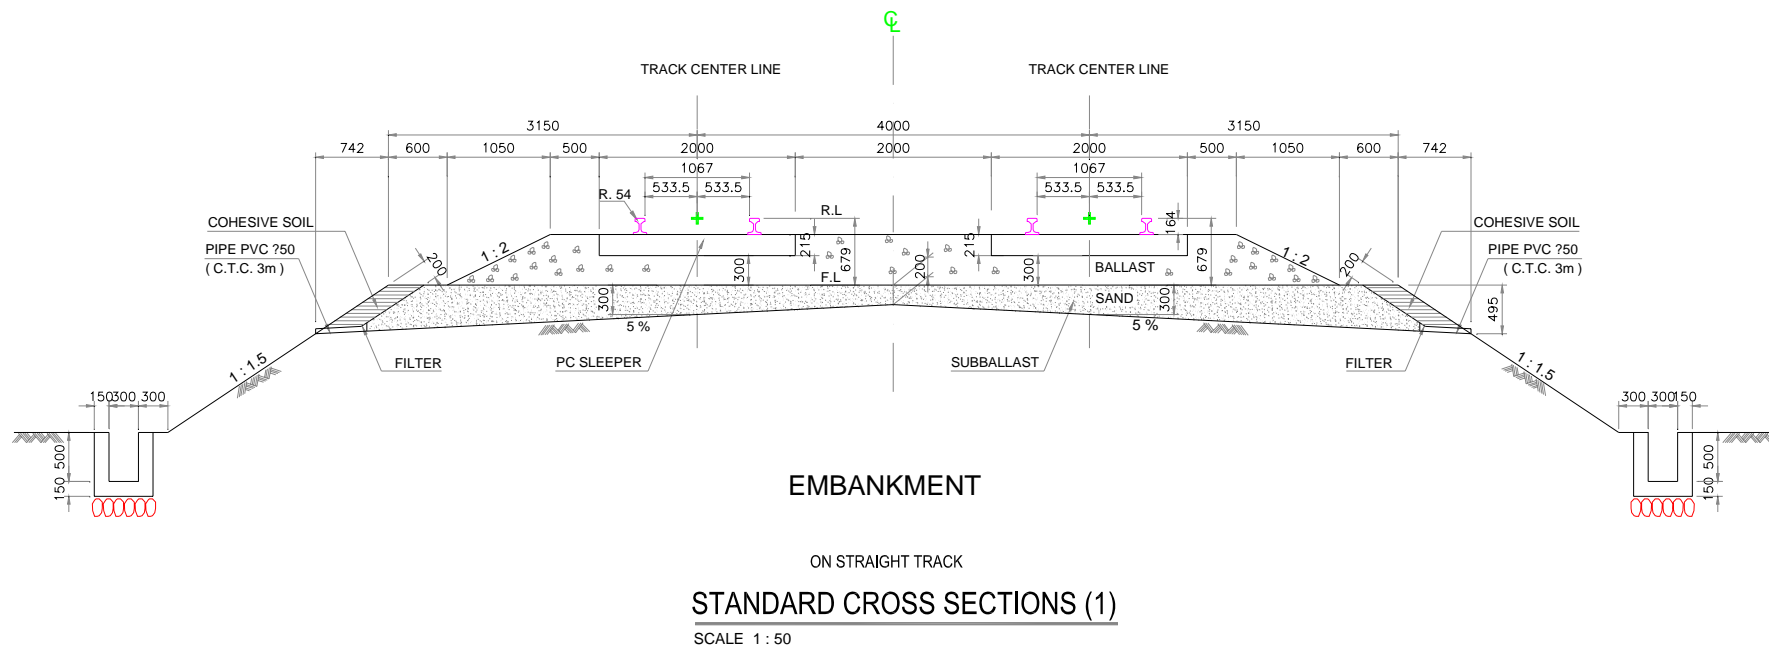 CL
TRACK CENTER LINE TRACK CENTER LINE
3150 4000 3150
742 600 1050 500 2000 2000 2000 500 1050 600 742
1067 1067
533.5 533.5 533.5 533.5
R. 54 R.L 164
COHESIVE SOIL COHESIVE SOIL
PIPE PVC ?50 PIPE PVC ?50
( C.T.C. 3m ) ( C.T.C. 3m )
200 1 : 2 215 679 215 679 1 : 2 200
300 200 300 BALLAST
F.L
300 SAND 300 495
5 % 5 %
FILTER PC SLEEPER SUBBALLAST FILTER
1 : 1.5 1 : 1.5
150 300 300 300 300 150
500 500
150 150
EMBANKMENT
ON STRAIGHT TRACK
STANDARD CROSS SECTIONS (1)
SCALE 1 : 50